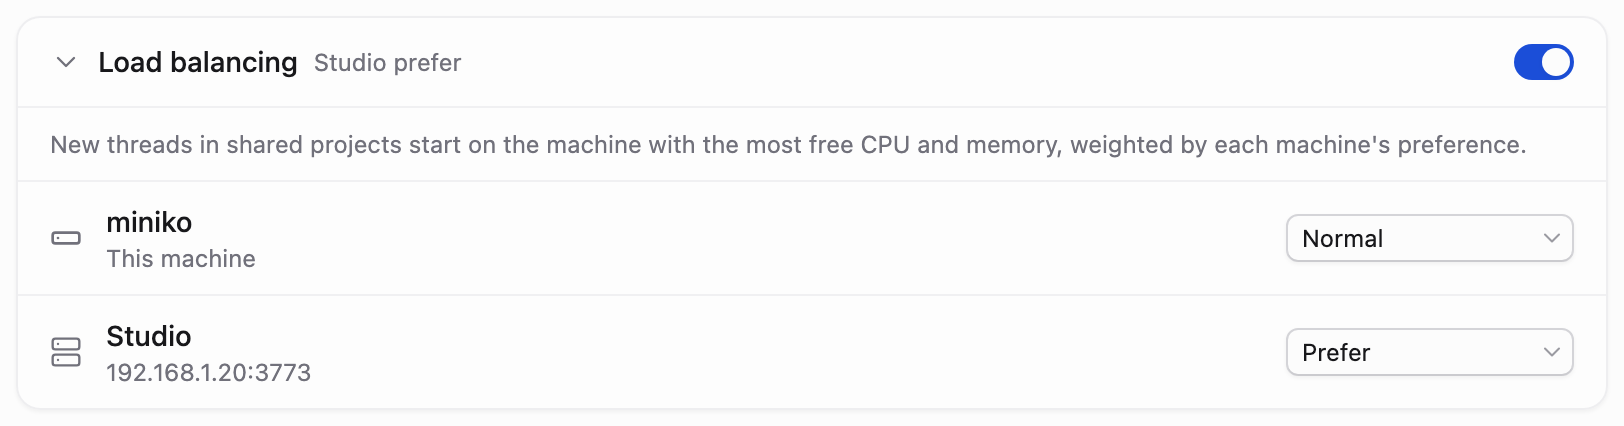 Load balancing Studio prefer
New threads in shared projects start on the machine with the most free CPU and memory, weighted by each machine's preference.
miniko
This machine
Normal
Studio
192.168.1.20:3773
Prefer